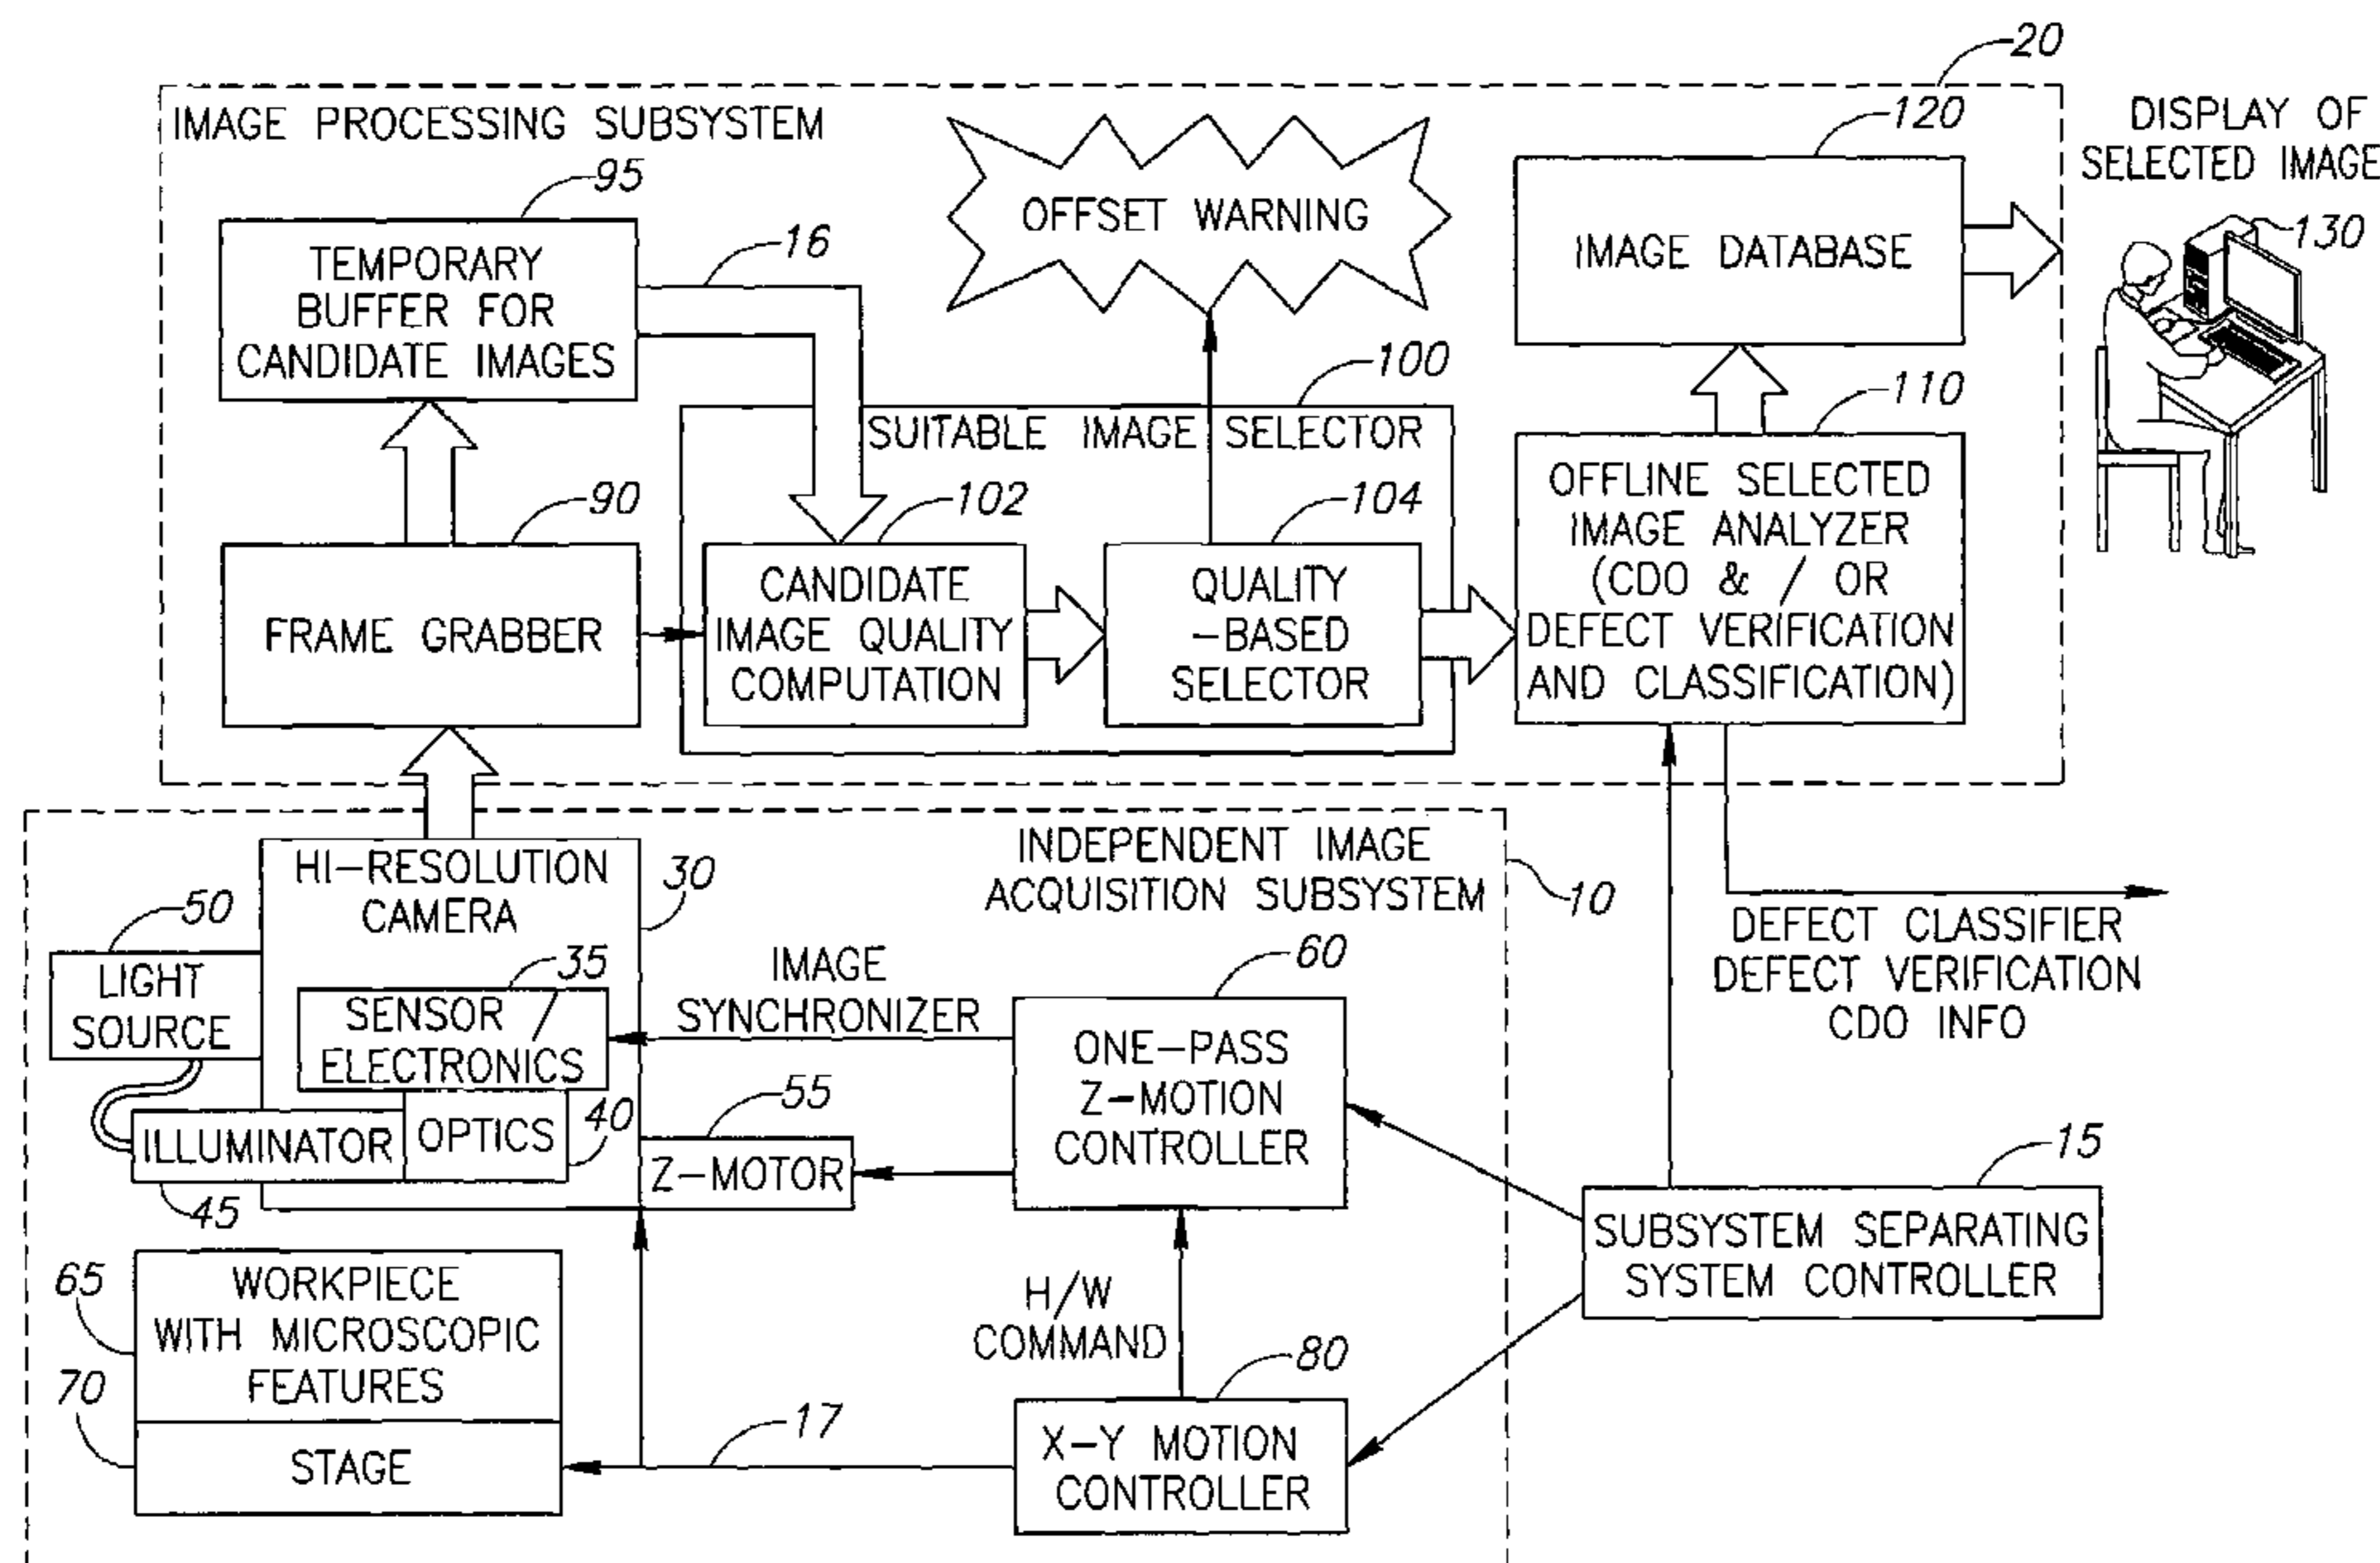 20
IMAGE PROCESSING SUBSYSTEM
120
DISPLAY OF
SELECTED IMAGE
95
130
TEMPORARY
BUFFER FOR
CANDIDATE IMAGES
16
OFFSET WARNING
IMAGE DATABASE
100
SUITABLE IMAGE SELECTOR
110
90
FRAME GRABBER
102
CANDIDATE
IMAGE QUALITY
COMPUTATION
104
QUALITY
-BASED
SELECTOR
OFFLINE SELECTED
IMAGE ANALYZER
(CDO & / OR
DEFECT VERIFICATION
AND CLASSIFICATION)
INDEPENDENT IMAGE
ACQUISITION SUBSYSTEM
10
HI-RESOLUTION
CAMERA
30
50
LIGHT
SOURCE
35
SENSOR
ELECTRONICS
IMAGE
SYNCHRONIZER
60
ONE-PASS
Z-MOTION
CONTROLLER
DEFECT CLASSIFIER
DEFECT VERIFICATION
CDO INFO
ILLUMINATOR
OPTICS
40
55
Z-MOTOR
45
15
SUBSYSTEM SEPARATING
SYSTEM CONTROLLER
65
WORKPIECE
WITH MICROSCOPIC
FEATURES
70
STAGE
H/W
COMMAND
17
80
X-Y MOTION
CONTROLLER